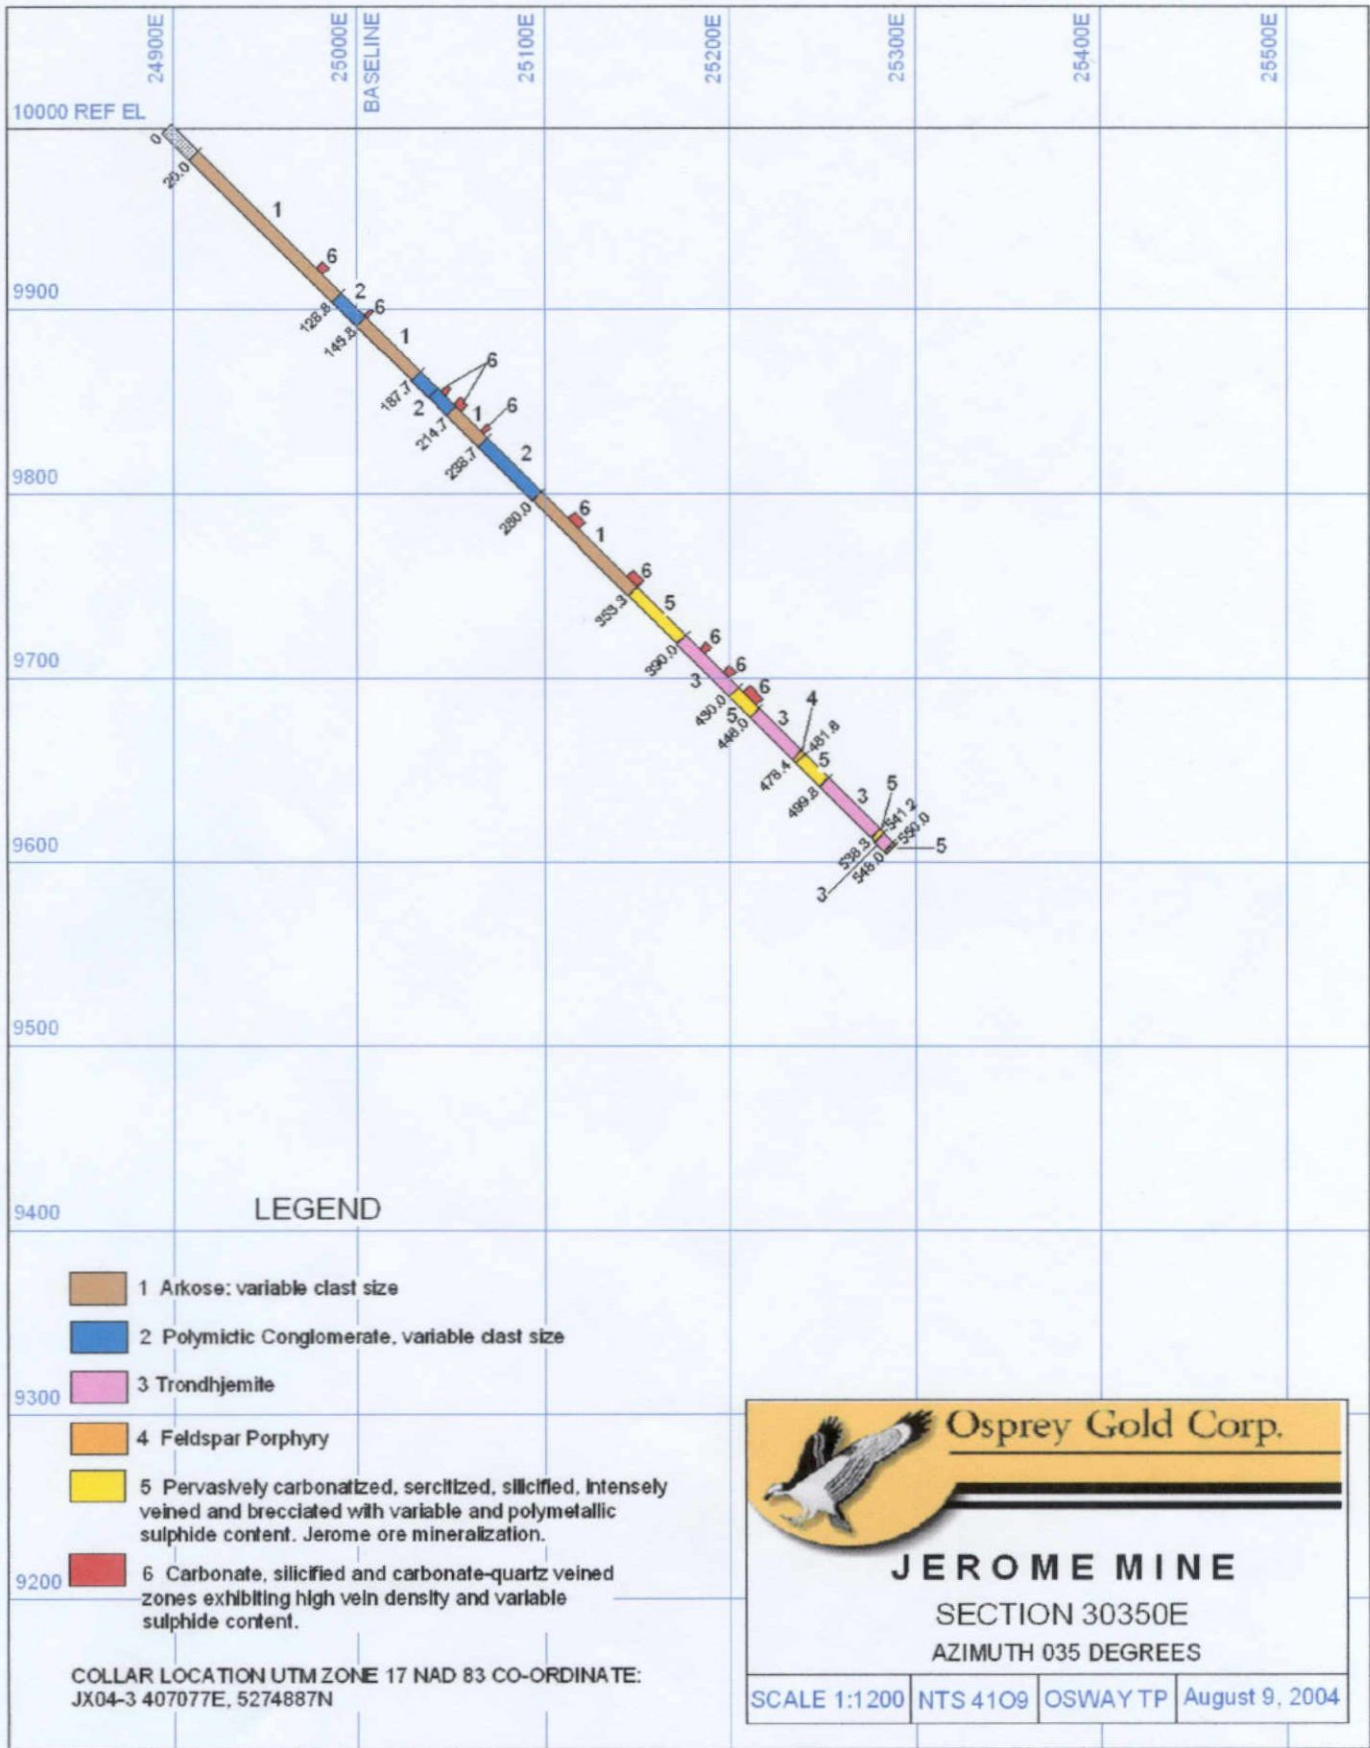 24900E
25000E
BASELINE
25100E
25200E
25300E
25400E
25500E
10000 REF EL
0
26.0
1
6
9900
2
128.8
6
145.8
1
6
187.7
2
1
6
214.7
238.7
2
9800
280.0
6
1
6
353.3
5
6
390.0
9700
6
3
6
430.0
5
446.0
3
4
481.8
478.4
5
499.8
3
5
541.2
550.0
538.3
5
548.0
9600
3
9500
9400
LEGEND
1 Arkose: variable clast size
2 Polymictic Conglomerate, variable clast size
3 Trondhjemite
9300
4 Feldspar Porphyry
5 Pervasively carbonatized, sercitized, silicified, intensely
veined and brecciated with variable and polymetallic
sulphide content. Jerome ore mineralization.
9200
6 Carbonate, silicified and carbonate-quartz veined
zones exhibiting high vein density and variable
sulphide content.
COLLAR LOCATION UTM ZONE 17 NAD 83 CO-ORDINATE:
JX04-3 407077E, 5274887N
Osprey Gold Corp.
JEROME MINE
SECTION 30350E
AZIMUTH 035 DEGREES
SCALE 1:1200
NTS 41O9
OSWAY TP
August 9, 2004